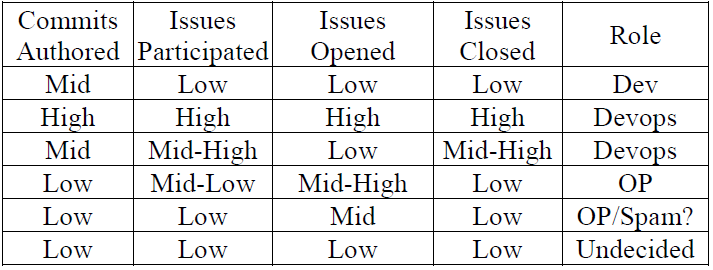 Commits Authored Issues Participated Issues Opened Issues Closed Role
Mid Low Low Low Dev
High High High High Devops
Mid Mid-High Low Mid-High Devops
Low Mid-Low Mid-High Low OP
Low Low Mid Low OP/Spam?
Low Low Low Low Undecided